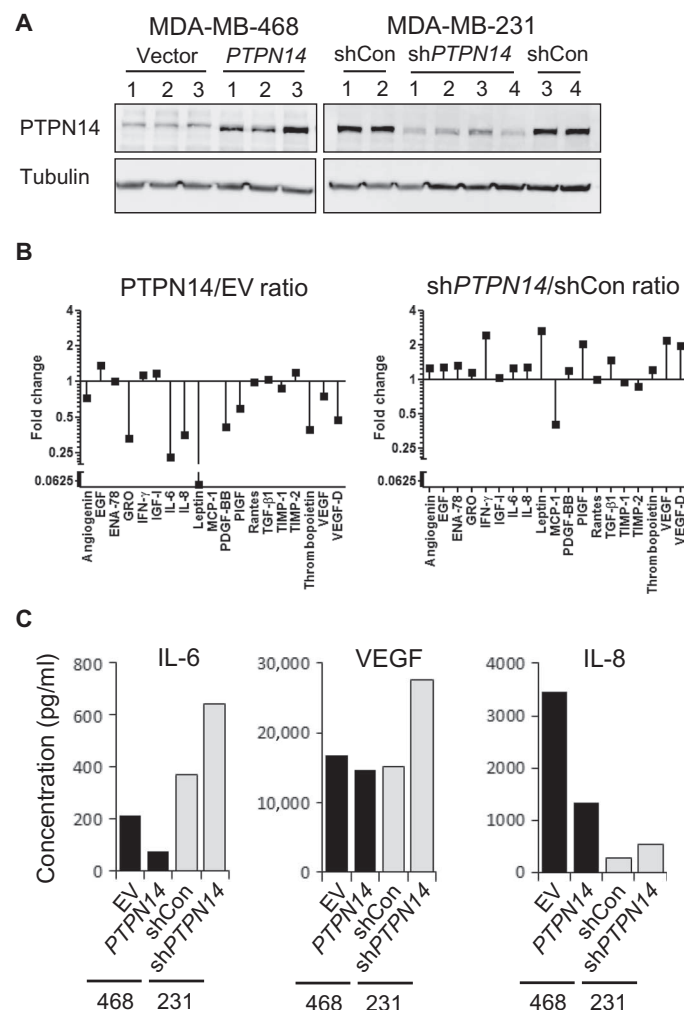 A
MDA-MB-468 MDA-MB-231
Vector PTPN14 shCon shPTPN14 shCon
1 2 3 1 2 3 1 2 1 2 3 4 3 4
PTPN14
Tubulin
B
PTPN14/EV ratio
Fold change
4
2
1
0.5
0.25
0.0625
Angiogenin
EGF
ENA-78
GRO
IFN-γ
IGF-I
IL-6
IL-8
Leptin
MCP-1
PDGF-BB
PIGF
Rantes
TGF-β1
TIMP-1
TIMP-2
Thrombopoietin
VEGF
VEGF-D
shPTPN14/shCon ratio
Fold change
4
2
1
0.5
0.25
0.0625
Angiogenin
EGF
ENA-78
GRO
IFN-γ
IGF-I
IL-6
IL-8
Leptin
MCP-1
PDGF-BB
PIGF
Rantes
TGF-β1
TIMP-1
TIMP-2
Thrombopoietin
VEGF
VEGF-D
C
Concentration (pg/ml)
IL-6
800
600
400
200
0
EV
PTPN14
shCon
shPTPN14
468 231
VEGF
30,000
20,000
10,000
0
EV
PTPN14
shCon
shPTPN14
468 231
IL-8
4000
3000
2000
1000
0
EV
PTPN14
shCon
shPTPN14
468 231